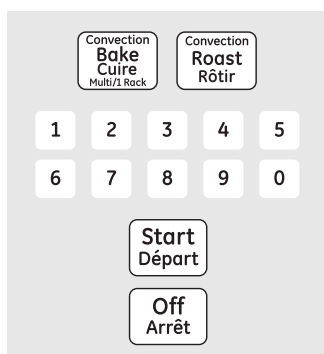 Convection
Bake
Cuire
Multi/1 Rack
Convection
Roast
Rôtir
1 2 3 4 5
6 7 8 9 0
Start
Départ
Off
Arrêt